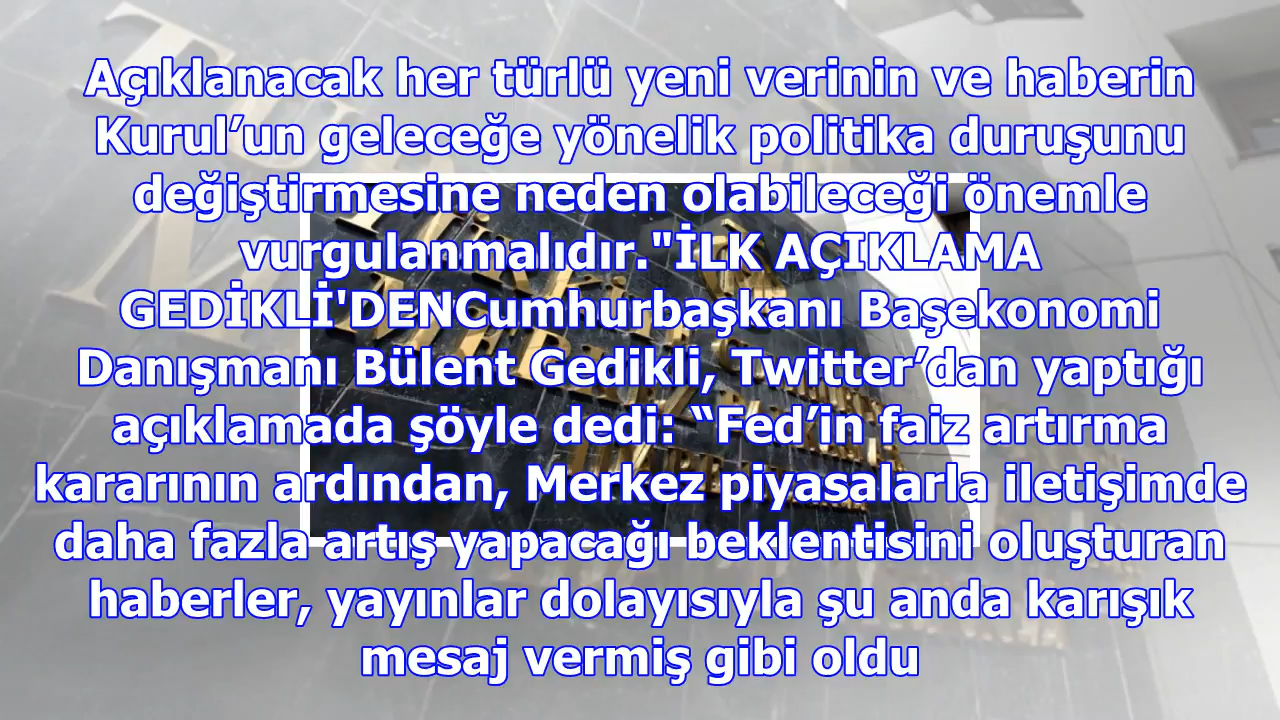 Açıklanacak her türlü yeni verinin ve haberin
Kurul’un geleceğe yönelik politika duruşunu
değiştirmesine neden olabileceği önemle
vurgulanmalıdır."İLK AÇIKLAMA
GEDİKLİ'DENCumhurbaşkanı Başekonomi
Danışmanı Bülent Gedikli, Twitter’dan yaptığı
açıklamada şöyle dedi: “Fed’in faiz artırma
kararının ardından, Merkez piyasalarla iletişimde
daha fazla artış yapacağı beklentisini oluşturan
haberler, yayınlar dolayısıyla şu anda karışık
mesaj vermiş gibi oldu